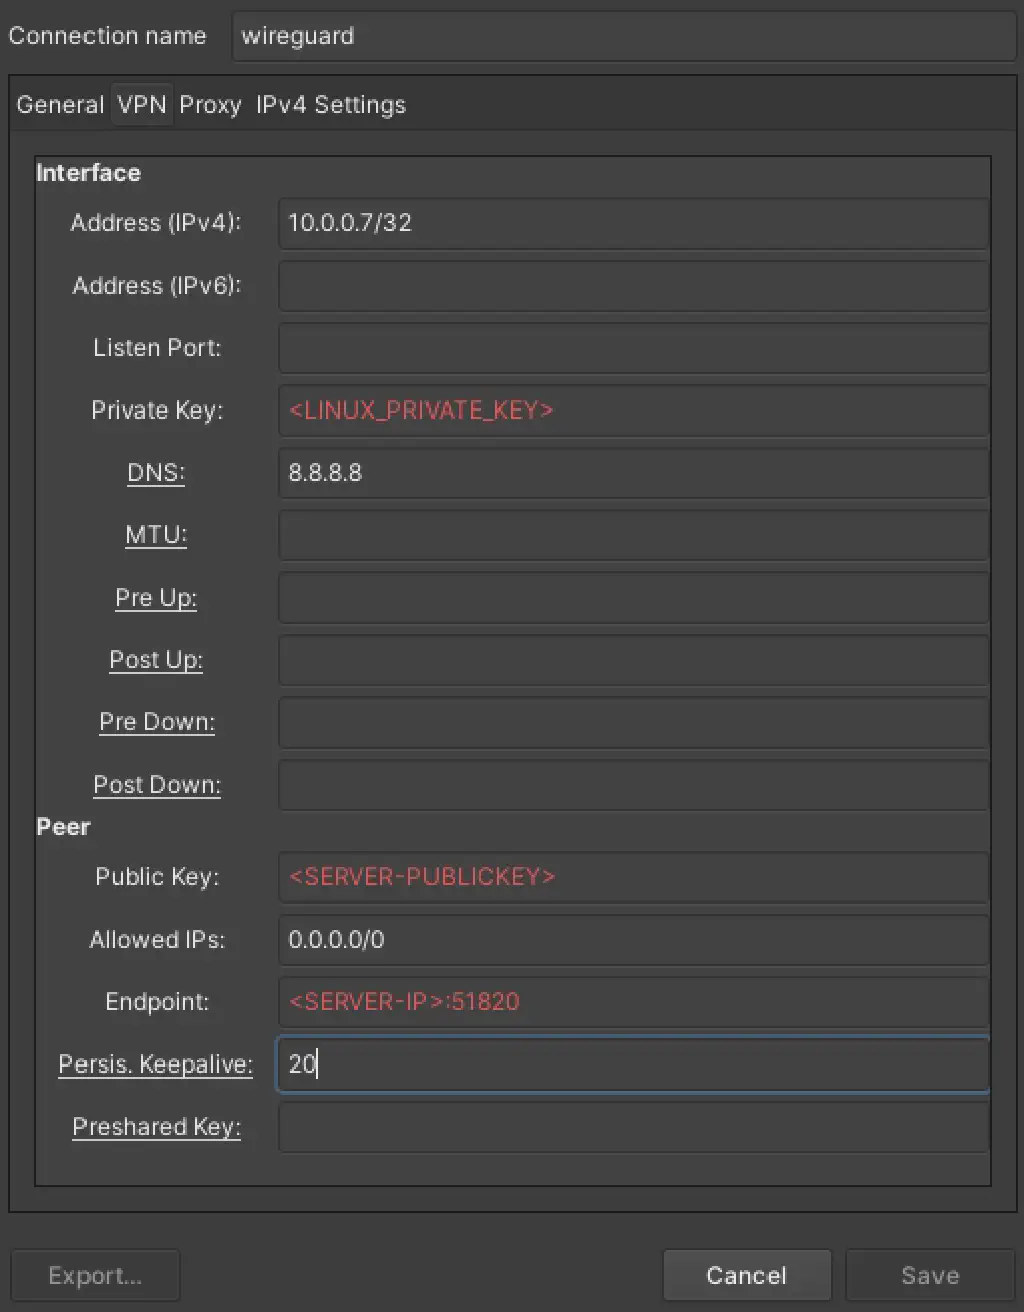 Connection name wireguard
General VPN Proxy IPv4 Settings
Interface
Address (IPv4): 10.0.0.7/32
Address (IPv6):
Listen Port:
Private Key: <LINUX_PRIVATE_KEY>
DNS: 8.8.8.8
MTU:
Pre Up:
Post Up:
Pre Down:
Post Down:
Peer
Public Key: <SERVER-PUBLICKEY>
Allowed IPs: 0.0.0.0/0
Endpoint: <SERVER-IP>:51820
Persis. Keepalive: 20
Preshared Key:
Export... Cancel Save